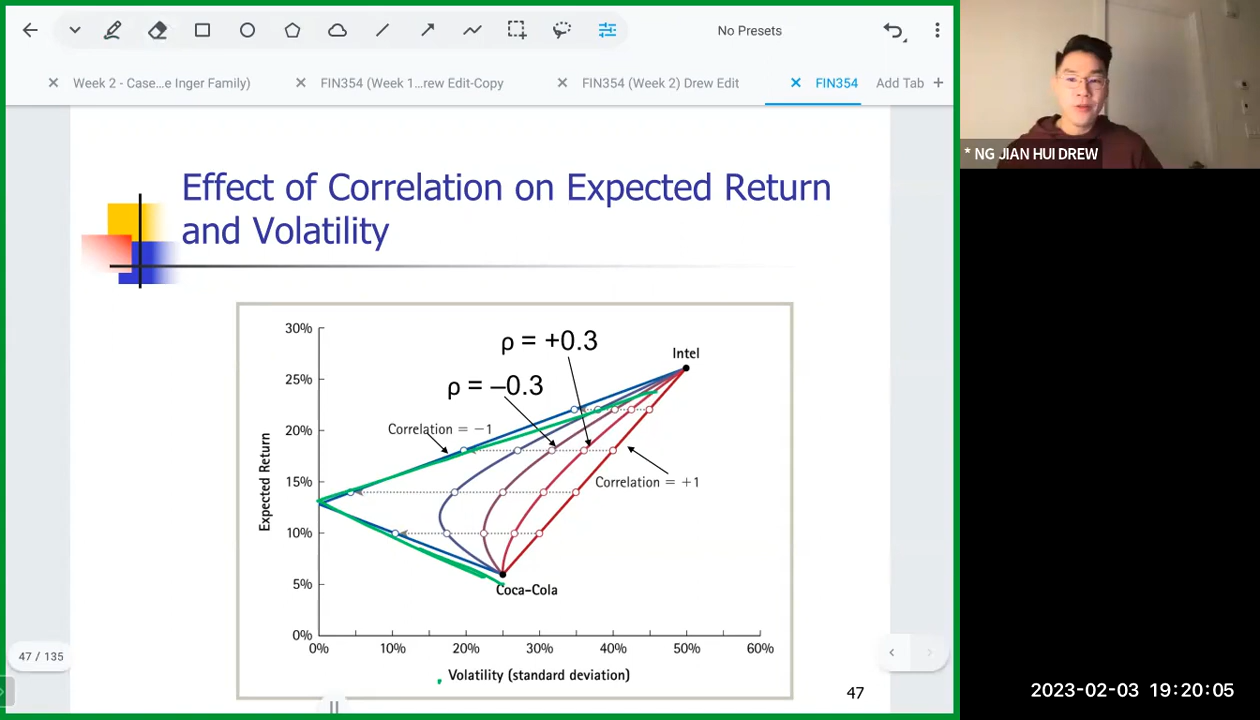 No Presets
Week 2 - Case...e Inger Family)
FIN354 (Week 1...rew Edit-Copy
FIN354 (Week 2) Drew Edit
FIN354
Add Tab +
* NG JIAN HUI DREW
Effect of Correlation on Expected Return
and Volatility
30%
25%
20%
15%
10%
5%
0%
Expected Return
ρ = +0.3
Intel
ρ = –0.3
Correlation = −1
Correlation = +1
Coca-Cola
0%
10%
20%
30%
40%
50%
60%
Volatility (standard deviation)
47 / 135
47
2023-02-03 19:20:05